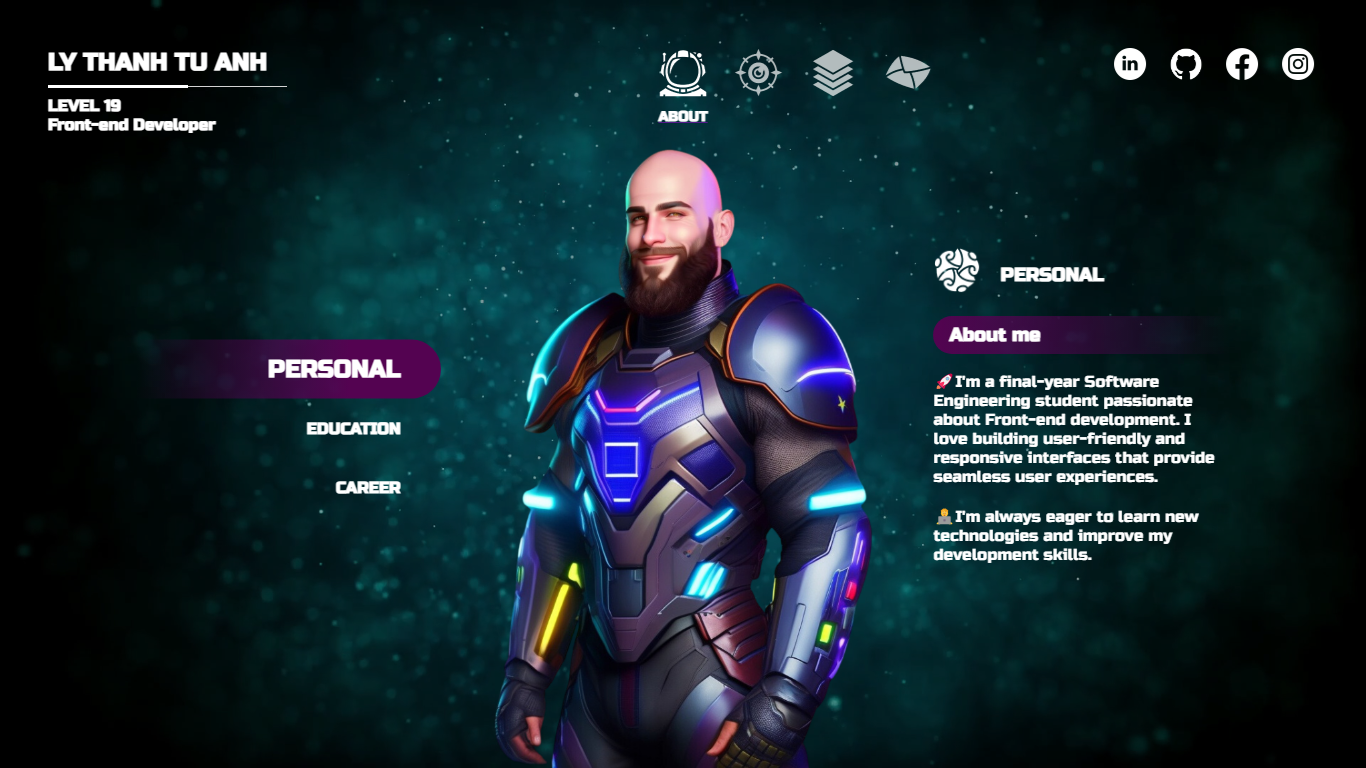 LY THANH TU ANH
LEVEL 19
Front-end Developer
ABOUT
in
PERSONAL
EDUCATION
CAREER
PERSONAL
About me
🚀I'm a final-year Software
Engineering student passionate
about Front-end development. I
love building user-friendly and
responsive interfaces that provide
seamless user experiences.
🧑‍💻I'm always eager to learn new
technologies and improve my
development skills.